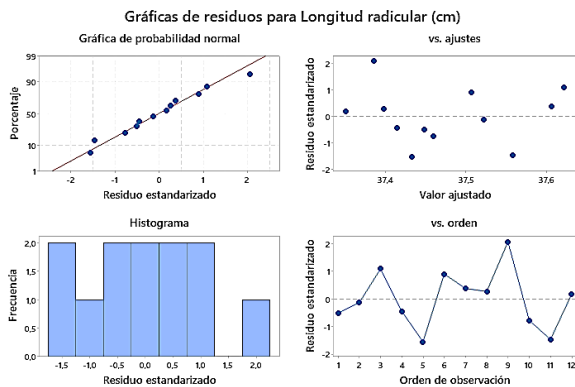 Gráficas de residuos para Longitud radicular (cm)
Gráfica de probabilidad normal
Porcentaje
99
90
50
10
1
-2 -1 0 1 2
Residuo estandarizado
vs. ajustes
Residuo estandarizado
2
1
0
-1
-2
37,4 37,5 37,6
Valor ajustado
Histograma
Frecuencia
2,0
1,5
1,0
0,5
0,0
-1,5 -1,0 -0,5 0,0 0,5 1,0 1,5 2,0
Residuo estandarizado
vs. orden
Residuo estandarizado
2
1
0
-1
-2
1 2 3 4 5 6 7 8 9 10 11 12
Orden de observación